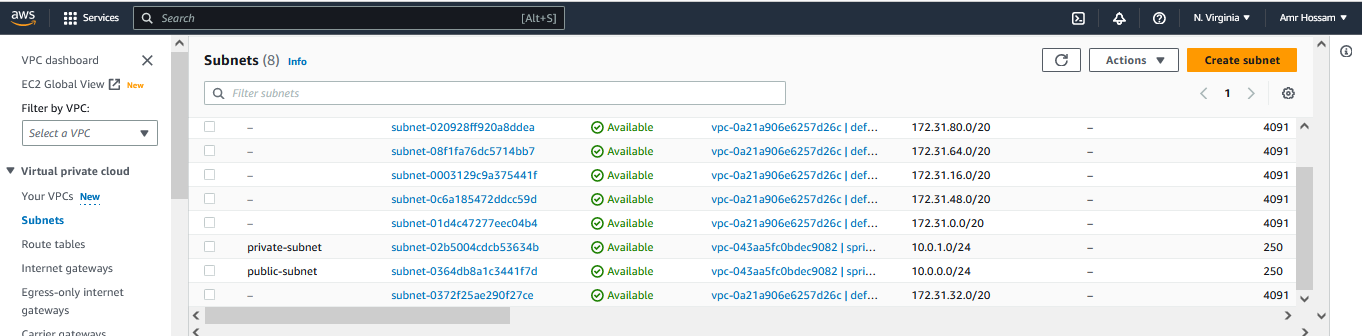 aws Services Search [Alt+S] N. Virginia Amr Hossam
VPC dashboard
EC2 Global View New
Filter by VPC:
Select a VPC
Virtual private cloud
Your VPCs New
Subnets
Route tables
Internet gateways
Egress-only internet
gateways
Carrier gateways
Subnets (8) Info Actions Create subnet
Filter subnets 1
– subnet-020928ff920a8ddea Available vpc-0a21a906e6257d26c | def... 172.31.80.0/20 – 4091
– subnet-08f1fa76dc5714bb7 Available vpc-0a21a906e6257d26c | def... 172.31.64.0/20 – 4091
– subnet-0003129c9a375441f Available vpc-0a21a906e6257d26c | def... 172.31.16.0/20 – 4091
– subnet-0c6a185472ddcc59d Available vpc-0a21a906e6257d26c | def... 172.31.48.0/20 – 4091
– subnet-01d4c47277eec04b4 Available vpc-0a21a906e6257d26c | def... 172.31.0.0/20 – 4091
private-subnet subnet-02b5004cdcb53634b Available vpc-043aa5fc0bdec9082 | spri... 10.0.1.0/24 – 250
public-subnet subnet-0364db8a1c3441f7d Available vpc-043aa5fc0bdec9082 | spri... 10.0.0.0/24 – 250
– subnet-0372f25ae290f27ce Available vpc-0a21a906e6257d26c | def... 172.31.32.0/20 – 4091